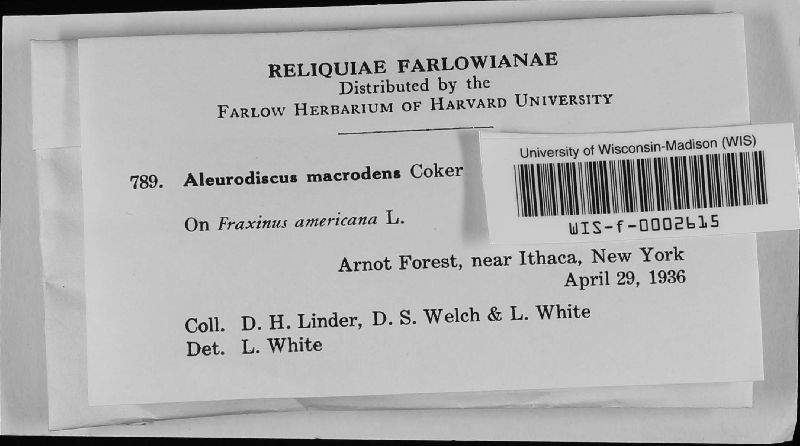 RELIQUIAE FARLOWIANAE
Distributed by the
FARLOW HERBARIUM OF HARVARD UNIVERSITY
789. Aleurodiscus macrodens Coker
On Fraxinus americana L.
Arnot Forest, near Ithaca, New York
April 29, 1936
Coll. D. H. Linder, D. S. Welch & L. White
Det. L. White
University of Wisconsin-Madison (WIS)
WIS-f-0002615